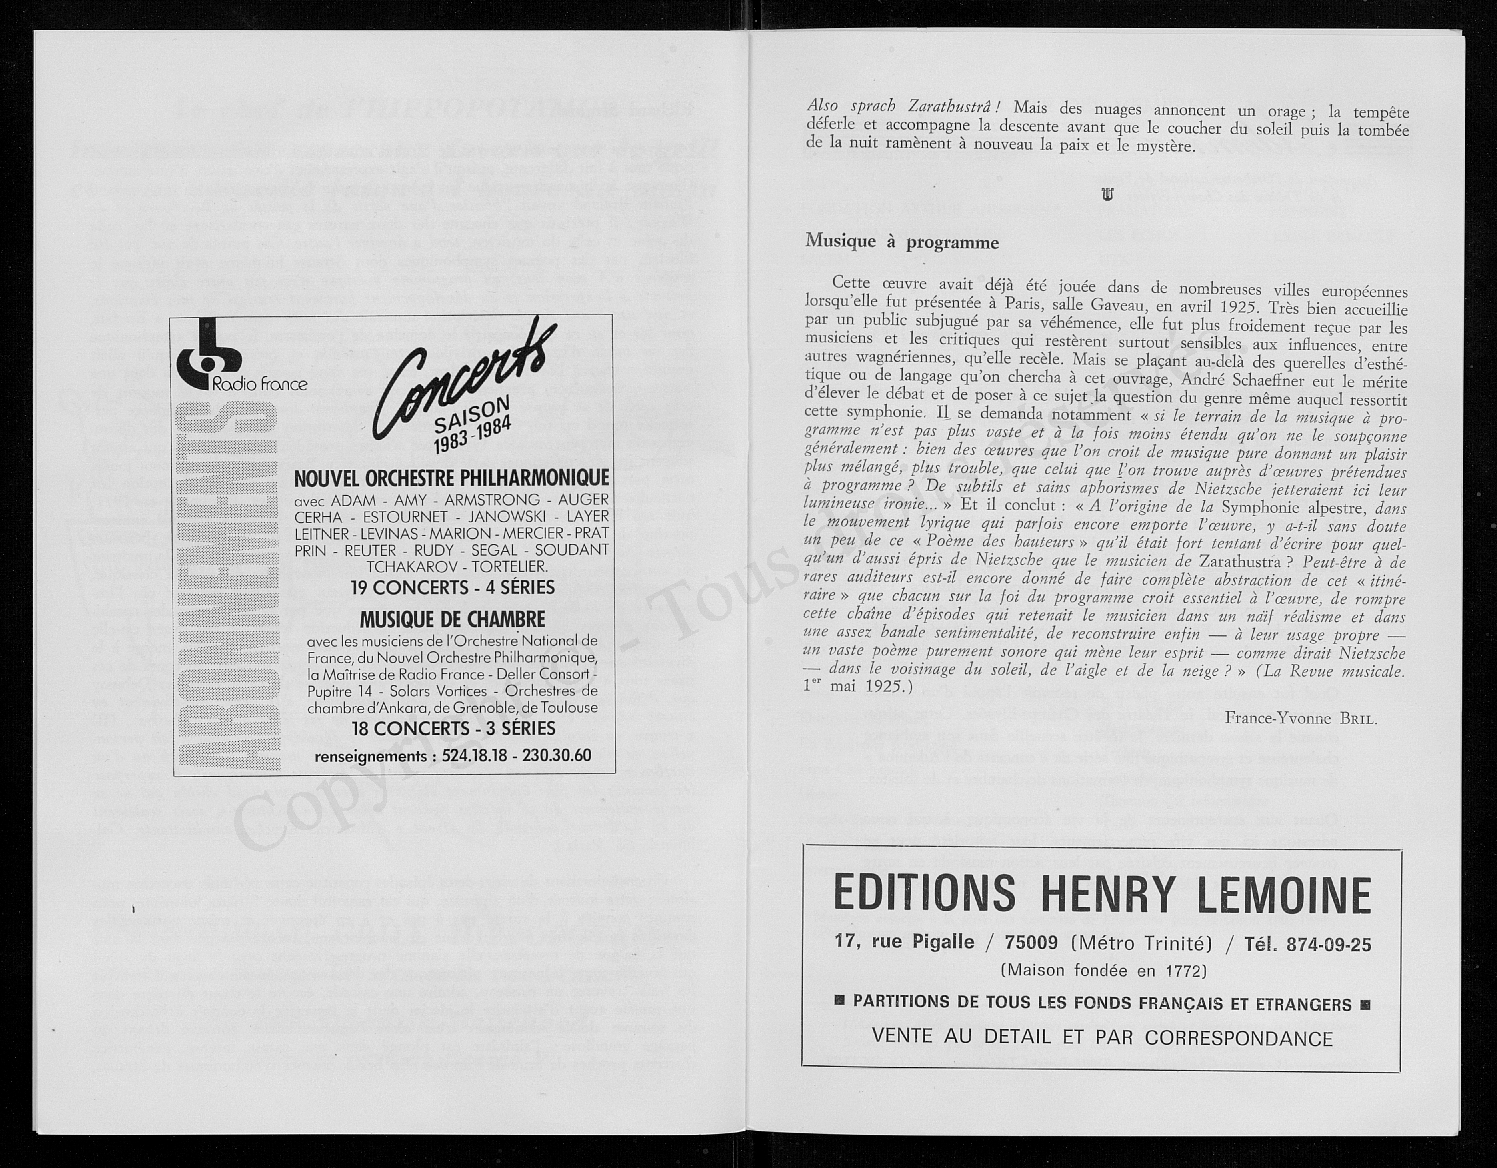 Radio France
Concerts
SAISON
1983-1984
ABONNEMENTS
NOUVEL ORCHESTRE PHILHARMONIQUE
avec ADAM - AMY - ARMSTRONG - AUGER
CERHA - ESTOURNET - JANOWSKI - LAYER
LEITNER - LEVINAS - MARION - MERCIER - PRAT
PRIN - REUTER - RUDY - SEGAL - SOUDANT
TCHAKAROV - TORTELIER.
19 CONCERTS - 4 SÉRIES
MUSIQUE DE CHAMBRE
avec les musiciens de l'Orchestre National de
France, du Nouvel Orchestre Philharmonique,
la Maîtrise de Radio France - Deller Consort -
Pupitre 14 - Solars Vortices - Orchestres de
chambre d'Ankara, de Grenoble, de Toulouse
18 CONCERTS - 3 SÉRIES
renseignements : 524.18.18 - 230.30.60
Also sprach Zarathustrâ ! Mais des nuages annoncent un orage ; la tempête
déferle et accompagne la descente avant que le coucher du soleil puis la tombée
de la nuit ramènent à nouveau la paix et le mystère.
Musique à programme
Cette œuvre avait déjà été jouée dans de nombreuses villes européennes
lorsqu'elle fut présentée à Paris, salle Gaveau, en avril 1925. Très bien accueillie
par un public subjugué par sa véhémence, elle fut plus froidement reçue par les
musiciens et les critiques qui restèrent surtout sensibles aux influences, entre
autres wagnériennes, qu'elle recèle. Mais se plaçant au-delà des querelles d'esthé-
tique ou de langage qu'on chercha à cet ouvrage, André Schaeffner eut le mérite
d'élever le débat et de poser à ce sujet la question du genre même auquel ressortit
cette symphonie. Il se demanda notamment « si le terrain de la musique à pro-
gramme n'est pas plus vaste et à la fois moins étendu qu'on ne le soupçonne
généralement : bien des œuvres que l'on croit de musique pure donnant un plaisir
plus mélangé, plus trouble, que celui que l'on trouve auprès d'œuvres prétendues
à programme ? De subtils et sains aphorismes de Nietzsche jetteraient ici leur
lumineuse ironie... » Et il conclut : « A l'origine de la Symphonie alpestre, dans
le mouvement lyrique qui parfois encore emporte l'œuvre, y a-t-il sans doute
un peu de ce « Poème des hauteurs » qu'il était fort tentant d'écrire pour quel-
qu'un d'aussi épris de Nietzsche que le musicien de Zarathustra ? Peut-être à de
rares auditeurs est-il encore donné de faire complète abstraction de cet « itiné-
raire » que chacun sur la foi du programme croit essentiel à l'œuvre, de rompre
cette chaîne d'épisodes qui retenait le musicien dans un naïf réalisme et dans
une assez banale sentimentalité, de reconstruire enfin — à leur usage propre —
un vaste poème purement sonore qui mène leur esprit — comme dirait Nietzsche
— dans le voisinage du soleil, de l'aigle et de la neige ? » (La Revue musicale.
1er mai 1925.)
France-Yvonne BRIL.
EDITIONS HENRY LEMOINE
17, rue Pigalle / 75009 (Métro Trinité) / Tél. 874-09-25
(Maison fondée en 1772)
■ PARTITIONS DE TOUS LES FONDS FRANÇAIS ET ETRANGERS ■
VENTE AU DETAIL ET PAR CORRESPONDANCE